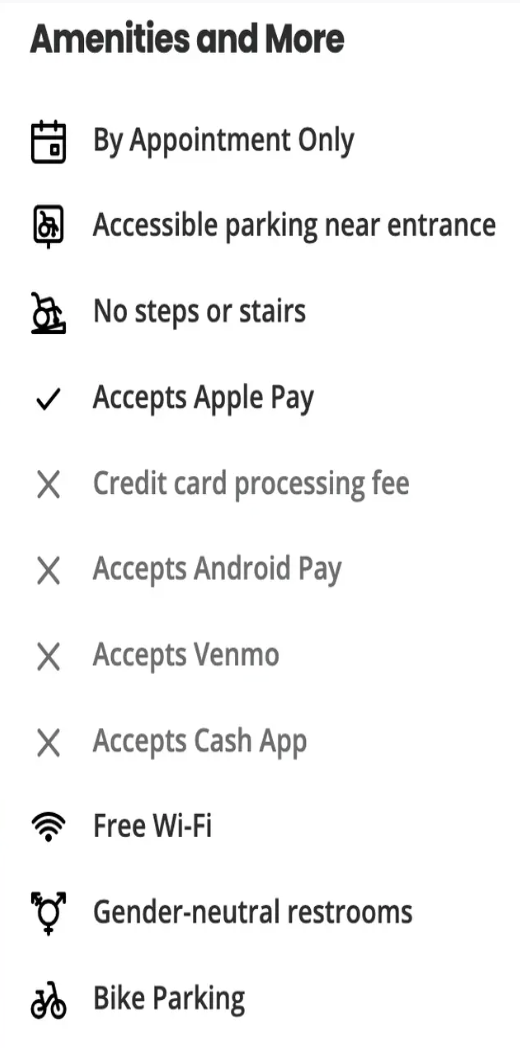 Amenities and More
By Appointment Only
Accessible parking near entrance
No steps or stairs
Accepts Apple Pay
Credit card processing fee
Accepts Android Pay
Accepts Venmo
Accepts Cash App
Free Wi-Fi
Gender-neutral restrooms
Bike Parking